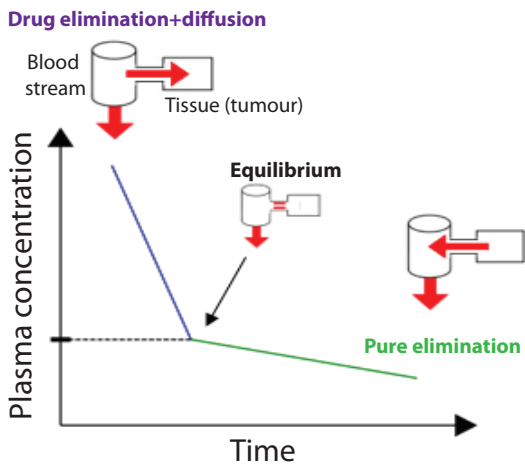 Drug elimination+diffusion
Blood
stream
Tissue (tumour)
Equilibrium
Plasma concentration
Pure elimination
Time